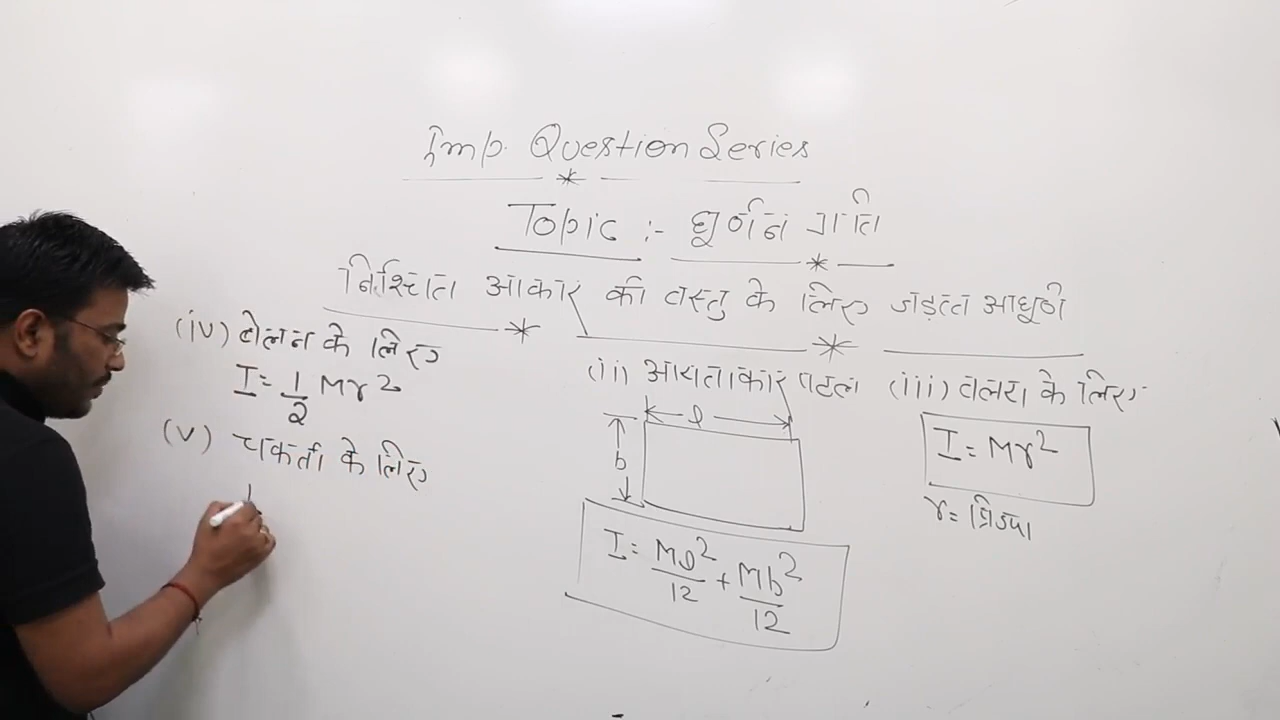 Imp. Question Series
Topic :- घूर्णन गति
निश्चित आकार की वस्तु के लिए जड़त्व आघूर्ण
(iv) बेलन के लिए
I = 1/2 Mr²
(v) चकती के लिए
(ii) आयताकार पटल
l
b
I = Ml²/12 + Mb²/12
(iii) वलय के लिए
I = Mr²
r = त्रिज्या